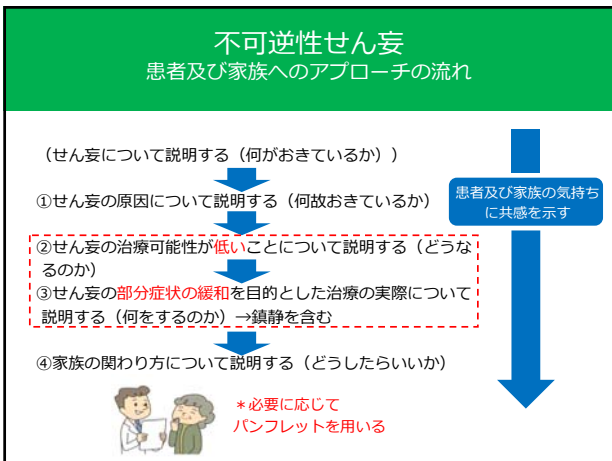 不可逆性せん妄
患者及び家族へのアプローチの流れ
（せん妄について説明する（何がおきているか））
①せん妄の原因について説明する（何故おきているか）
②せん妄の治療可能性が低いことについて説明する（どうな
るのか）
③せん妄の部分症状の緩和を目的とした治療の実際について
説明する（何をするのか）→鎮静を含む
④家族の関わり方について説明する（どうしたらいいか）
患者及び家族の気持ち
に共感を示す
＊必要に応じて
パンフレットを用いる